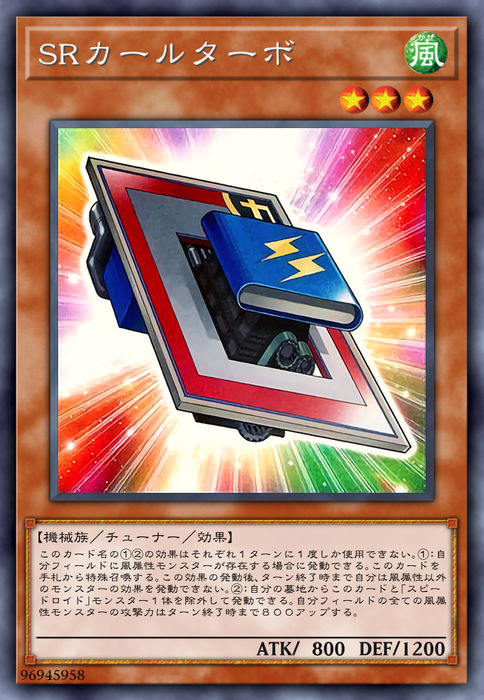 SRカールターボ
かぜ
風
【機械族／チューナー／効果】
このカード名の①②の効果はそれぞれ１ターンに１度しか使用できない。①：自
分フィールドに風属性モンスターが存在する場合に発動できる。このカードを
手札から特殊召喚する。この効果の発動後、ターン終了時まで自分は風属性以外
のモンスターの効果を発動できない。②：自分の墓地からこのカードと「スピー
ドロイド」モンスター１体を除外して発動できる。自分フィールドの全ての風属
性モンスターの攻撃力はターン終了時まで８００アップする。
ATK/ 800 DEF/1200
96945958